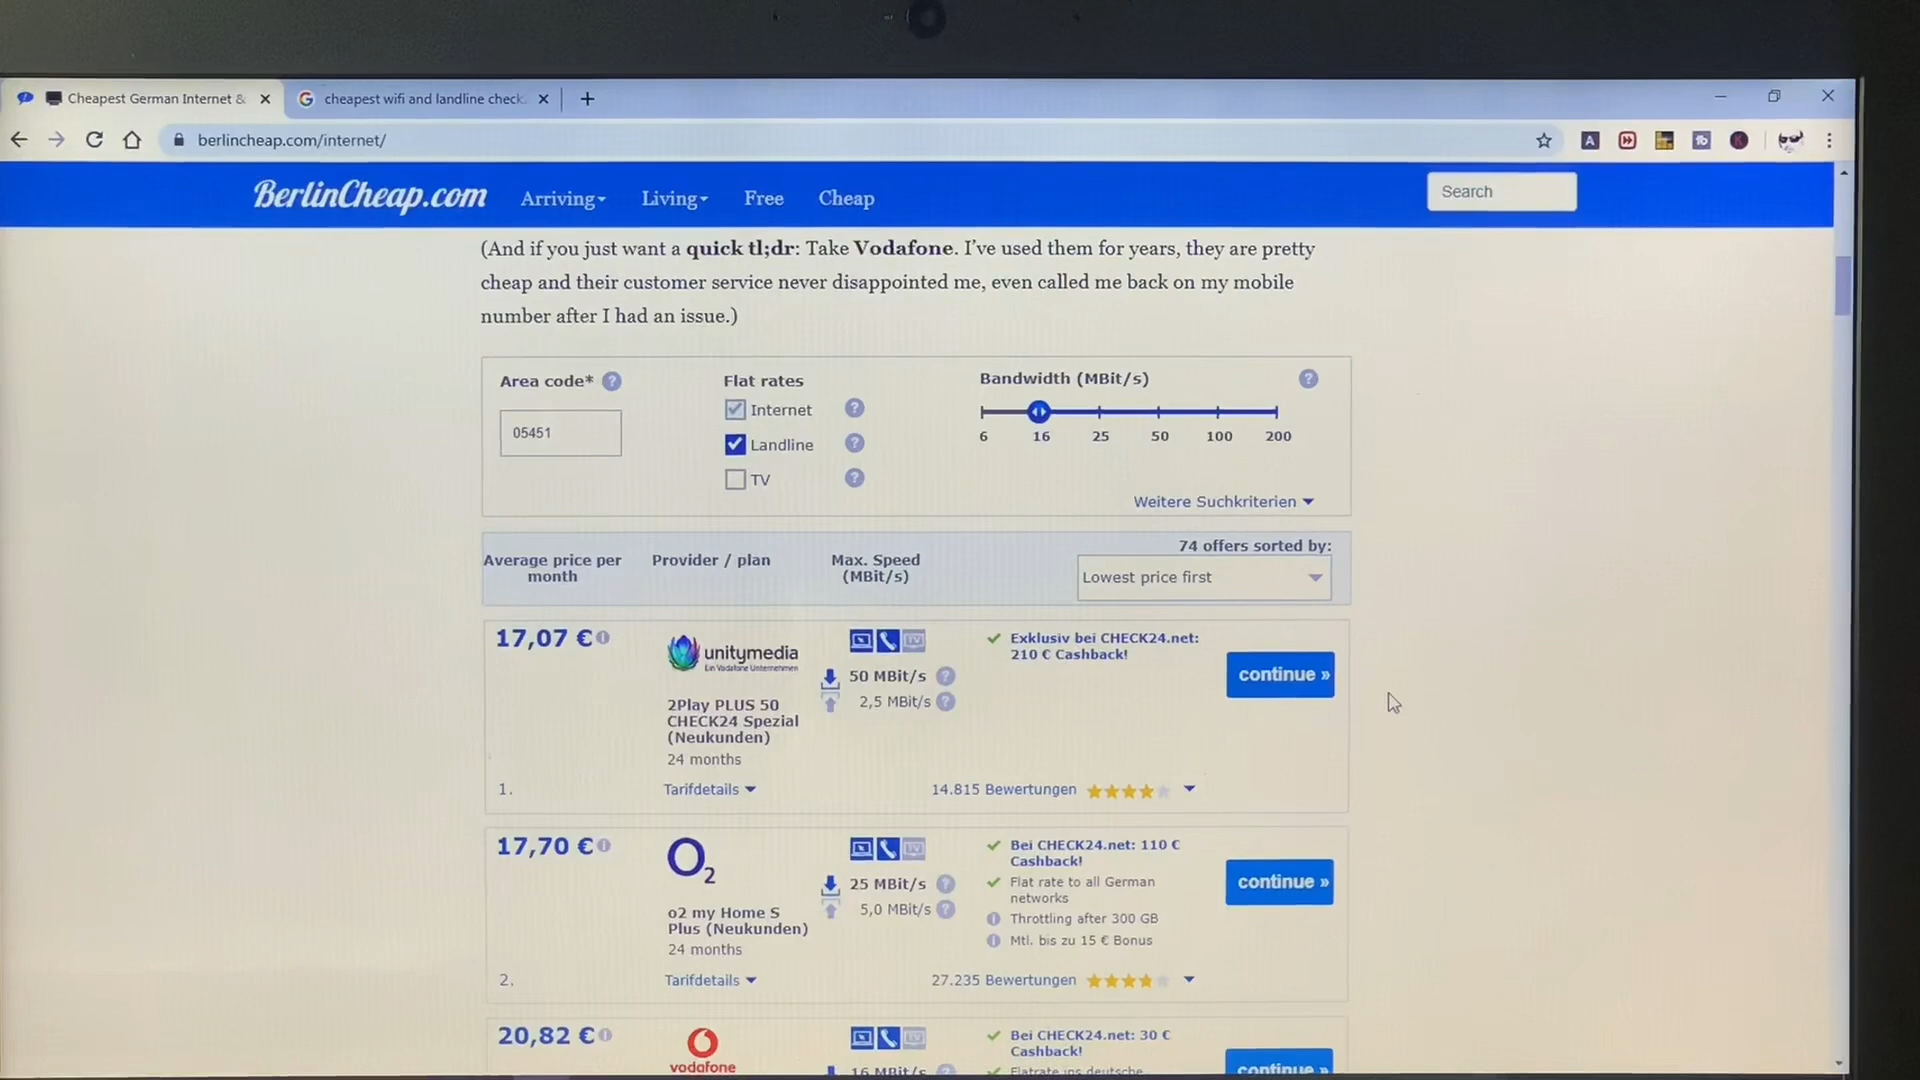 Cheapest German Internet &
cheapest wifi and landline check
berlincheap.com/internet/
BerlinCheap.com
Arriving
Living
Free
Cheap
Search
(And if you just want a quick tl;dr: Take Vodafone. I've used them for years, they are pretty
cheap and their customer service never disappointed me, even called me back on my mobile
number after I had an issue.)
Area code* ?
Flat rates
Bandwidth (MBit/s) ?
05451
Internet ?
Landline ?
TV ?
6 16 25 50 100 200
Weitere Suchkriterien
Average price per
month
Provider / plan
Max. Speed
(MBit/s)
74 offers sorted by:
Lowest price first
17,07 €
unitymedia
Ein Vodafone Unternehmen
2Play PLUS 50
CHECK24 Spezial
(Neukunden)
24 months
TV
50 MBit/s ?
2,5 MBit/s ?
Exklusiv bei CHECK24.net:
210 € Cashback!
continue »
1.
Tarifdetails
14.815 Bewertungen
17,70 €
O2
o2 my Home S
Plus (Neukunden)
24 months
TV
25 MBit/s ?
5,0 MBit/s ?
Bei CHECK24.net: 110 €
Cashback!
Flat rate to all German
networks
Throttling after 300 GB
Mtl. bis zu 15 € Bonus
continue »
2.
Tarifdetails
27.235 Bewertungen
20,82 €
vodafone
TV
16 MBit/s
Bei CHECK24.net: 30 €
Cashback!
Flatrate ins deutsche
continue »